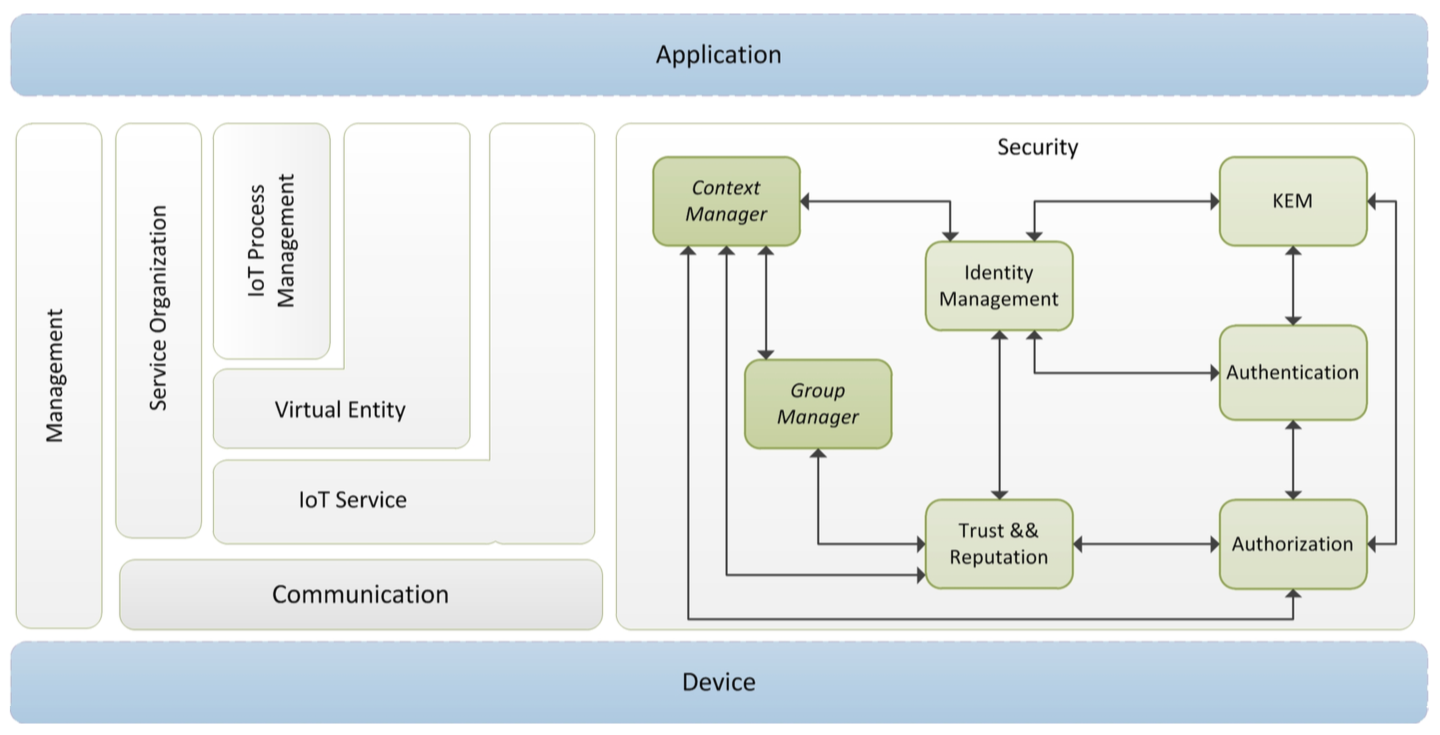 Application
Management
Service Organization
IoT Process
Management
Virtual Entity
IoT Service
Communication
Security
Context
Manager
KEM
Identity
Management
Group
Manager
Authentication
Trust &&
Reputation
Authorization
Device